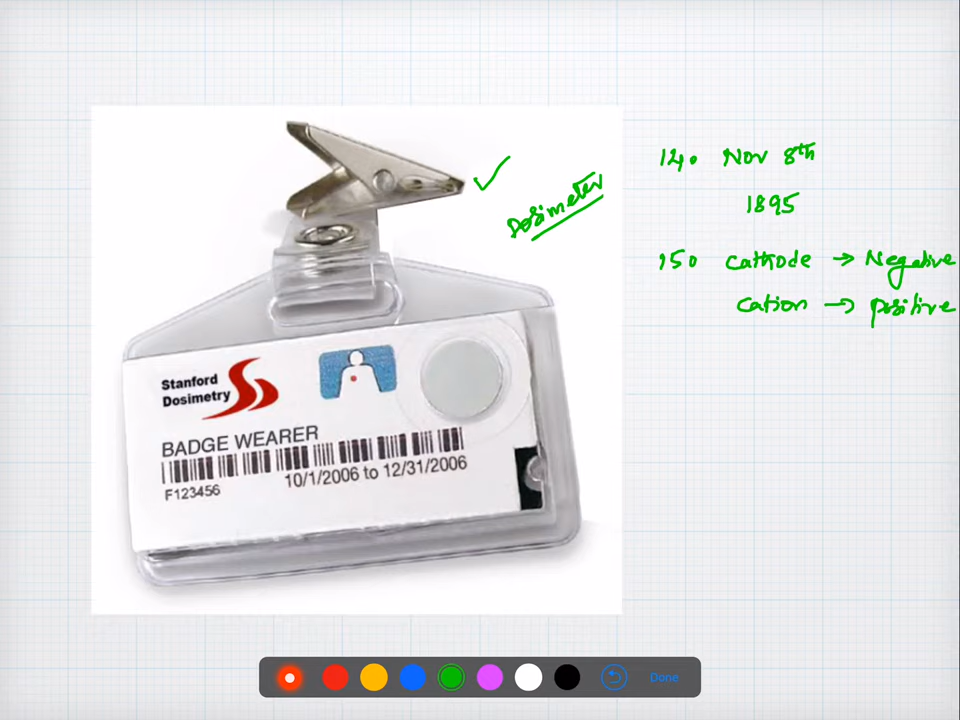 140 Nov 8th
1895
Dosimeter
150 Cathode → Negative
Cation → positive
Stanford
Dosimetry
BADGE WEARER
10/1/2006 to 12/31/2006
F123456
Done